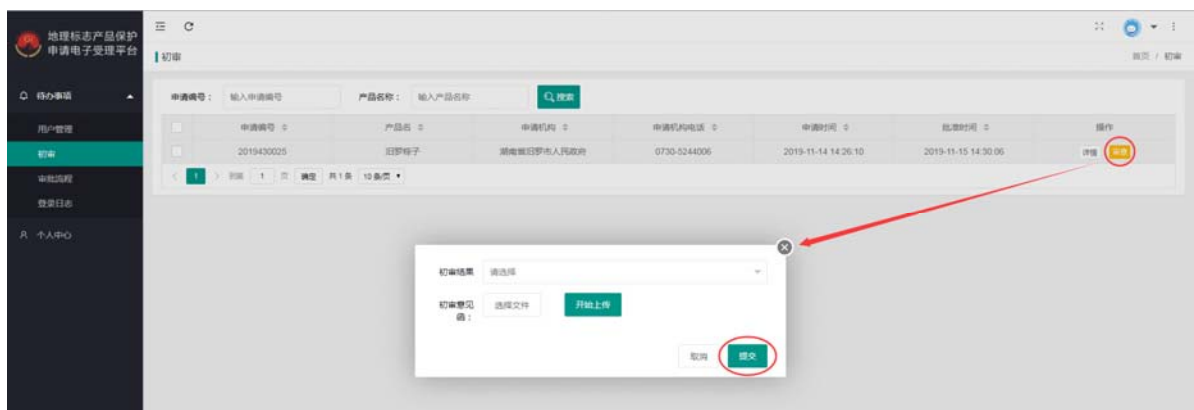 地理标志产品保护
申请电子受理平台
初审
首页 / 初审
待办事项
用户管理
初审
审批流程
登录日志
个人中心
申请编号： 输入申请编号 产品名称： 输入产品名称 搜索
申请编号 产品名 申请机构 申请机构电话 申请时间 批准时间 操作
2019430025 汨罗粽子 湖南省汨罗市人民政府 0730-5244006 2019-11-14 14:26:10 2019-11-15 14:30:06 详情
1 到第 1 页 确定 共 1 条 10 条/页
初审结果 请选择
初审意见函： 选择文件 开始上传
取消 提交